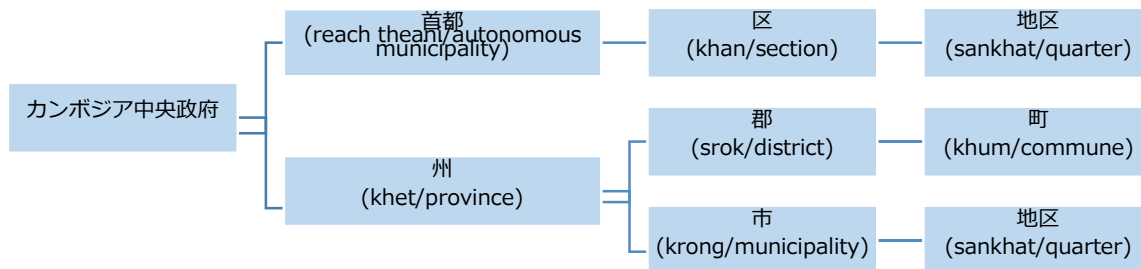 カンボジア中央政府
首都
(reach theani/autonomous
municipality)
区
(khan/section)
地区
(sankhat/quarter)
州
(khet/province)
郡
(srok/district)
町
(khum/commune)
市
(krong/municipality)
地区
(sankhat/quarter)